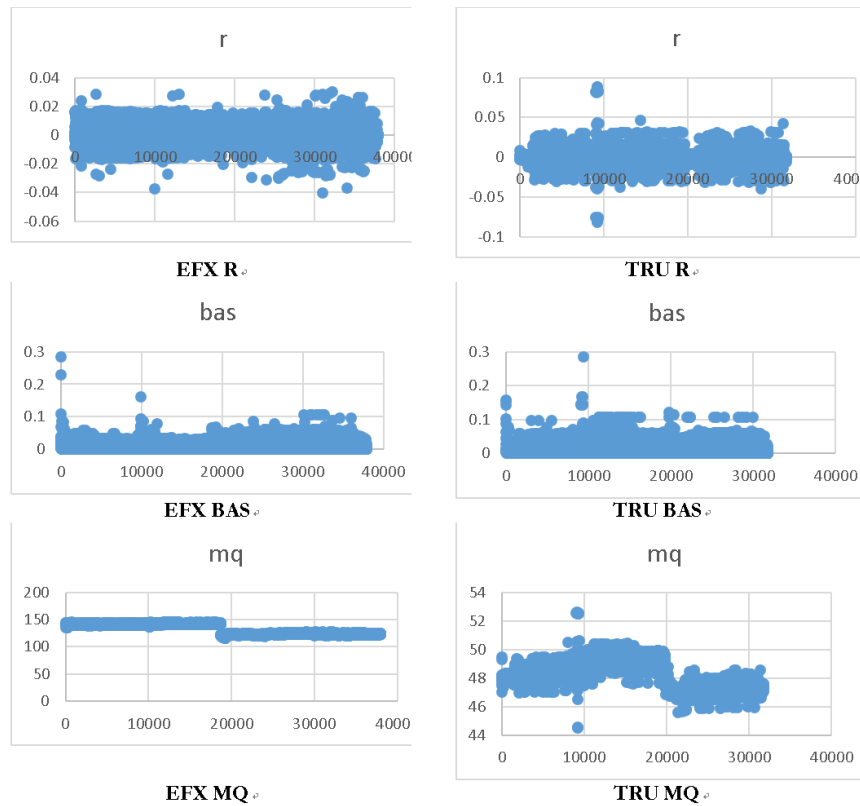 r
0.04
0.02
0
-0.02
-0.04
-0.06
0 10000 20000 30000 40000
EFX R
r
0.1
0.05
0
-0.05
-0.1
0 10000 20000 30000 4000
TRU R
bas
0.3
0.2
0.1
0
0 10000 20000 30000 40000
EFX BAS
bas
0.3
0.2
0.1
0
0 10000 20000 30000 40000
TRU BAS
mq
200
150
100
50
0
0 10000 20000 30000 4000
EFX MQ
mq
54
52
50
48
46
44
0 10000 20000 30000 40000
TRU MQ